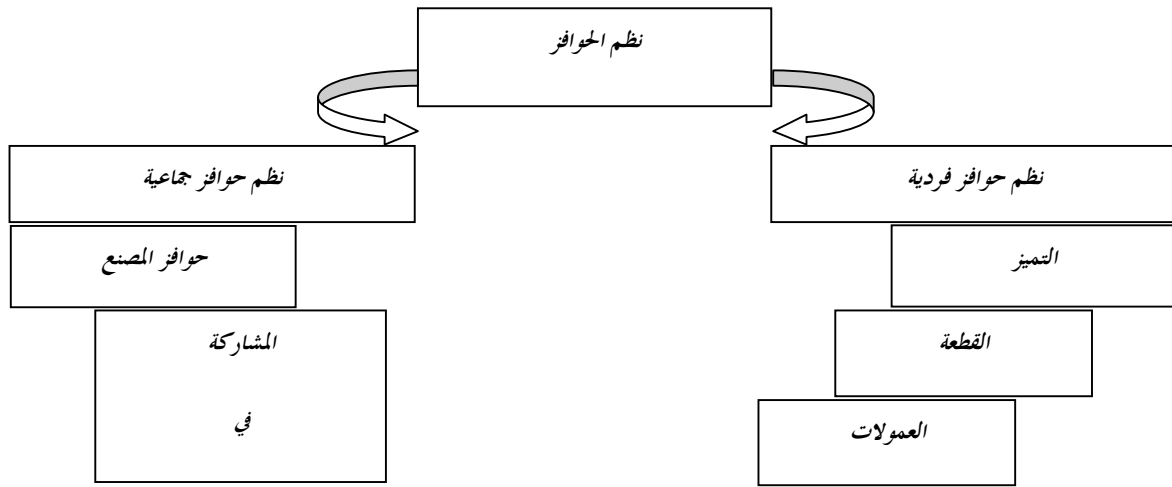 نظم الحوافز
نظم حوافز فردية
نظم حوافز جماعية
التميز
حوافز المصنع
القطعة
المشاركة
في
العمولات